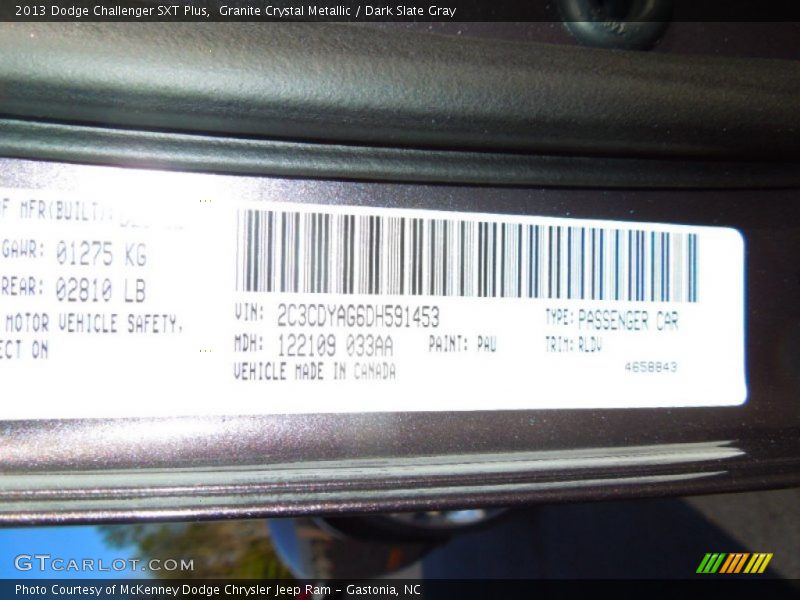 2013 Dodge Challenger SXT Plus, Granite Crystal Metallic / Dark Slate Gray
F MFR(BUILT):
GAWR: 01275 KG
REAR: 02810 LB
MOTOR VEHICLE SAFETY,
ECT ON
VIN: 2C3CDYAG6DH591453
TYPE: PASSENGER CAR
MDH: 122109 033AA PAINT: PAU
TRIM: RLDV
VEHICLE MADE IN CANADA
4658843
GTCARLOT.COM
Photo Courtesy of McKenney Dodge Chrysler Jeep Ram - Gastonia, NC